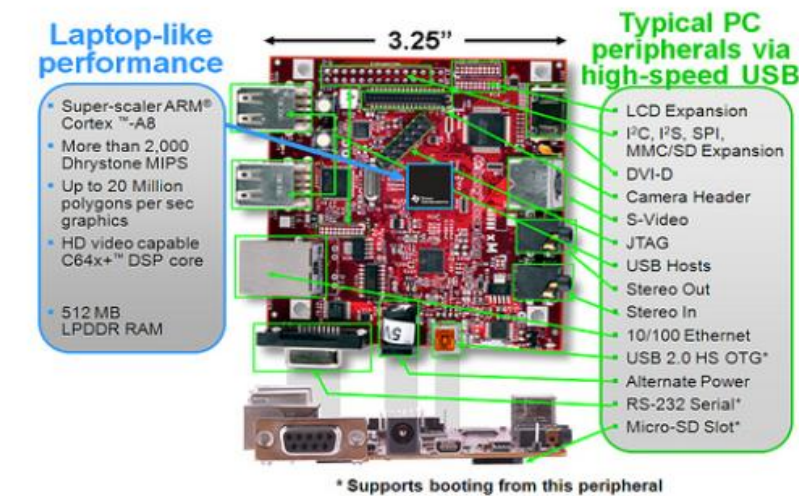 Laptop-like
performance
Super-scaler ARM®
Cortex ™-A8
More than 2,000
Dhrystone MIPS
Up to 20 Million
polygons per sec
graphics
HD video capable
C64x+™ DSP core
512 MB
LPDDR RAM
3.25”
5V
Typical PC
peripherals via
high-speed USB
LCD Expansion
I²C, I²S, SPI,
MMC/SD Expansion
DVI-D
Camera Header
S-Video
JTAG
USB Hosts
Stereo Out
Stereo In
10/100 Ethernet
USB 2.0 HS OTG*
Alternate Power
RS-232 Serial*
Micro-SD Slot*
* Supports booting from this peripheral